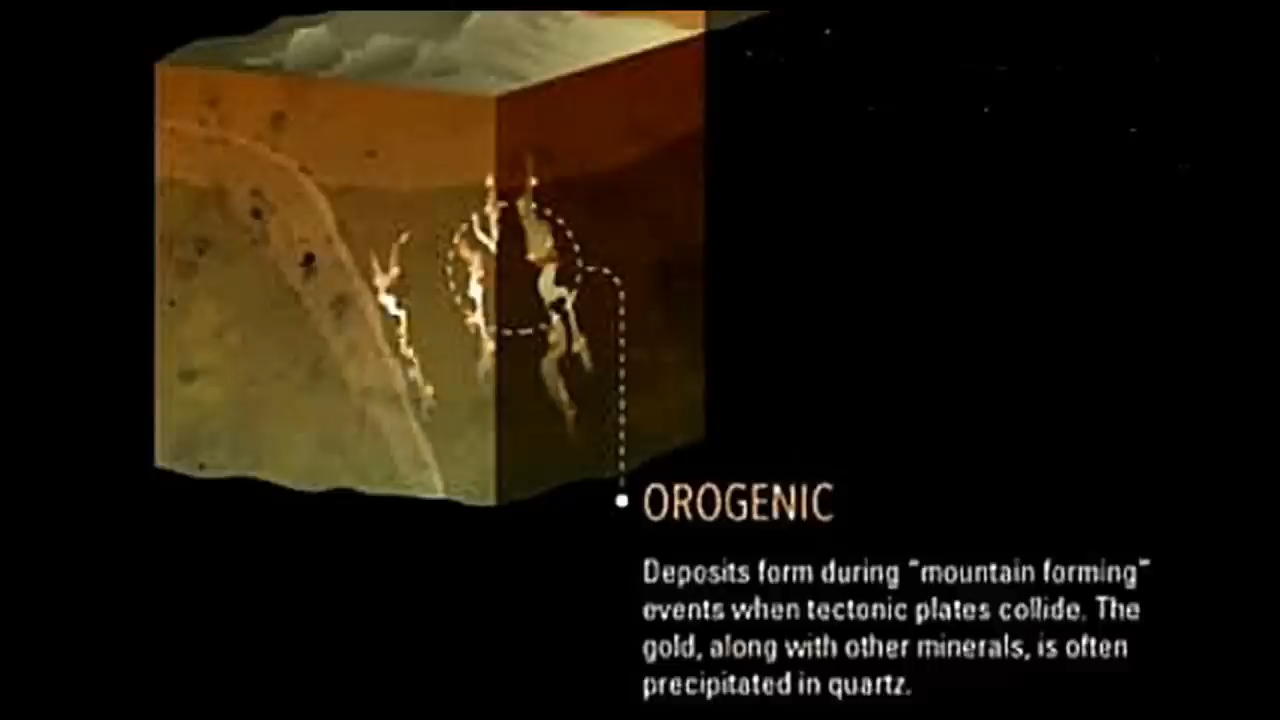 OROGENIC
Deposits form during "mountain forming"
events when tectonic plates collide. The
gold, along with other minerals, is often
precipitated in quartz.